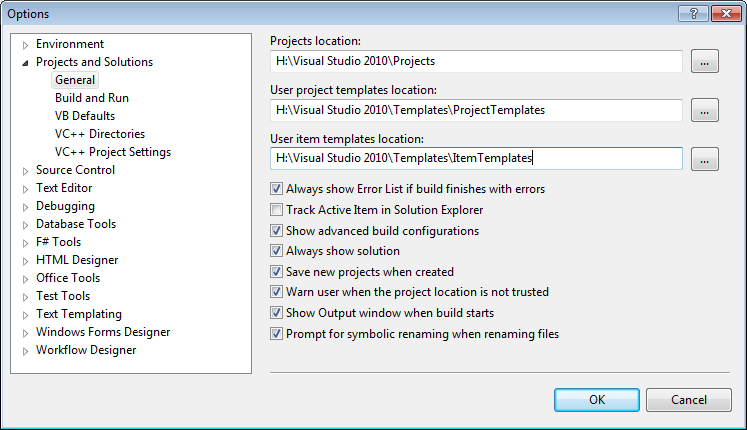 Options
Environment
Projects and Solutions
General
Build and Run
VB Defaults
VC++ Directories
VC++ Project Settings
Source Control
Text Editor
Debugging
Database Tools
F# Tools
HTML Designer
Office Tools
Test Tools
Text Templating
Windows Forms Designer
Workflow Designer
Projects location:
H:\Visual Studio 2010\Projects
...
User project templates location:
H:\Visual Studio 2010\Templates\ProjectTemplates
...
User item templates location:
H:\Visual Studio 2010\Templates\ItemTemplates
...
Always show Error List if build finishes with errors
Track Active Item in Solution Explorer
Show advanced build configurations
Always show solution
Save new projects when created
Warn user when the project location is not trusted
Show Output window when build starts
Prompt for symbolic renaming when renaming files
OK
Cancel